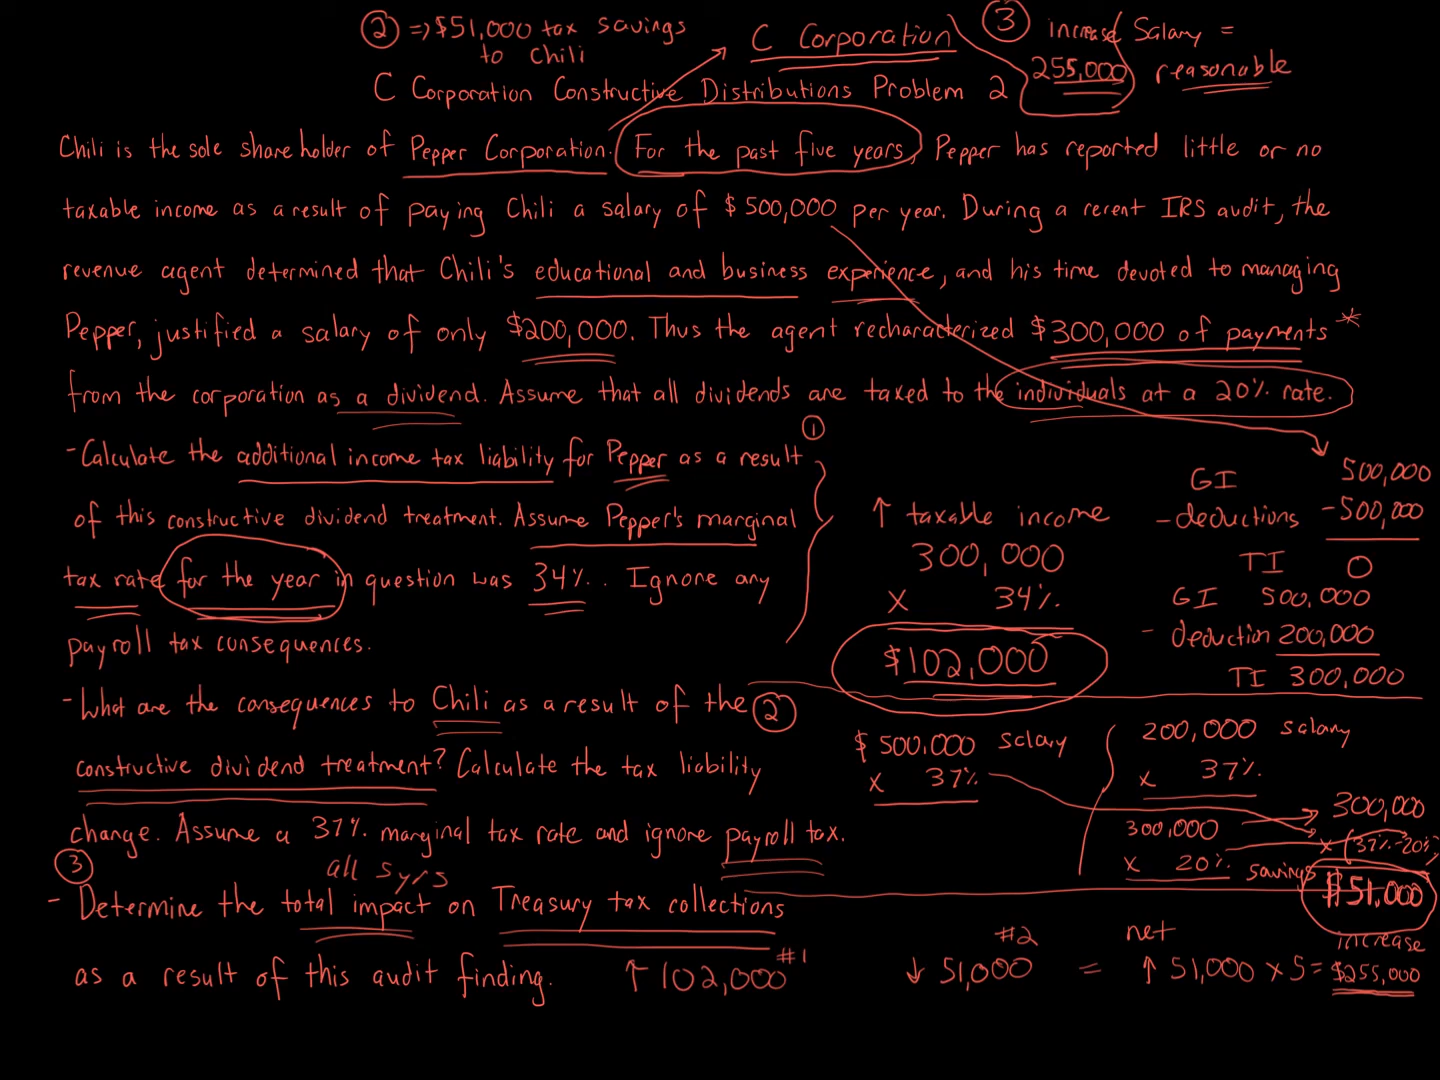 ② ⇒ $51,000 tax savings
to Chili
C Corporation
③ increase Salary =
255,000 reasonable
C Corporation Constructive Distributions Problem 2
Chili is the sole shareholder of Pepper Corporation. For the past five years, Pepper has reported little or no
taxable income as a result of paying Chili a salary of $500,000 per year. During a recent IRS audit, the
revenue agent determined that Chili's educational and business experience, and his time devoted to managing
Pepper, justified a salary of only $200,000. Thus the agent recharacterized $300,000 of payments *
from the corporation as a dividend. Assume that all dividends are taxed to the individuals at a 20% rate.
- Calculate the additional income tax liability for Pepper as a result ①
of this constructive dividend treatment. Assume Pepper's marginal
tax rate for the year in question was 34%. . Ignore any
payroll tax consequences.
↑ taxable income
300,000
x 34%
$102,000
GI 500,000
- deductions - 500,000
TI 0
GI 500,000
- deduction 200,000
TI 300,000
- What are the consequences to Chili as a result of the ②
constructive dividend treatment? Calculate the tax liability
change. Assume a 37% marginal tax rate and ignore payroll tax.
$500,000 salary
x 37%
200,000 salary
x 37%
300,000
x 20%
300,000
x (37%-20%)
savings $51,000
③
all 5yrs
- Determine the total impact on Treasury tax collections
as a result of this audit finding.
↑ 102,000 #1
#2
↓ 51,000 =
net
↑ 51,000 x 5 =
increase
$255,000